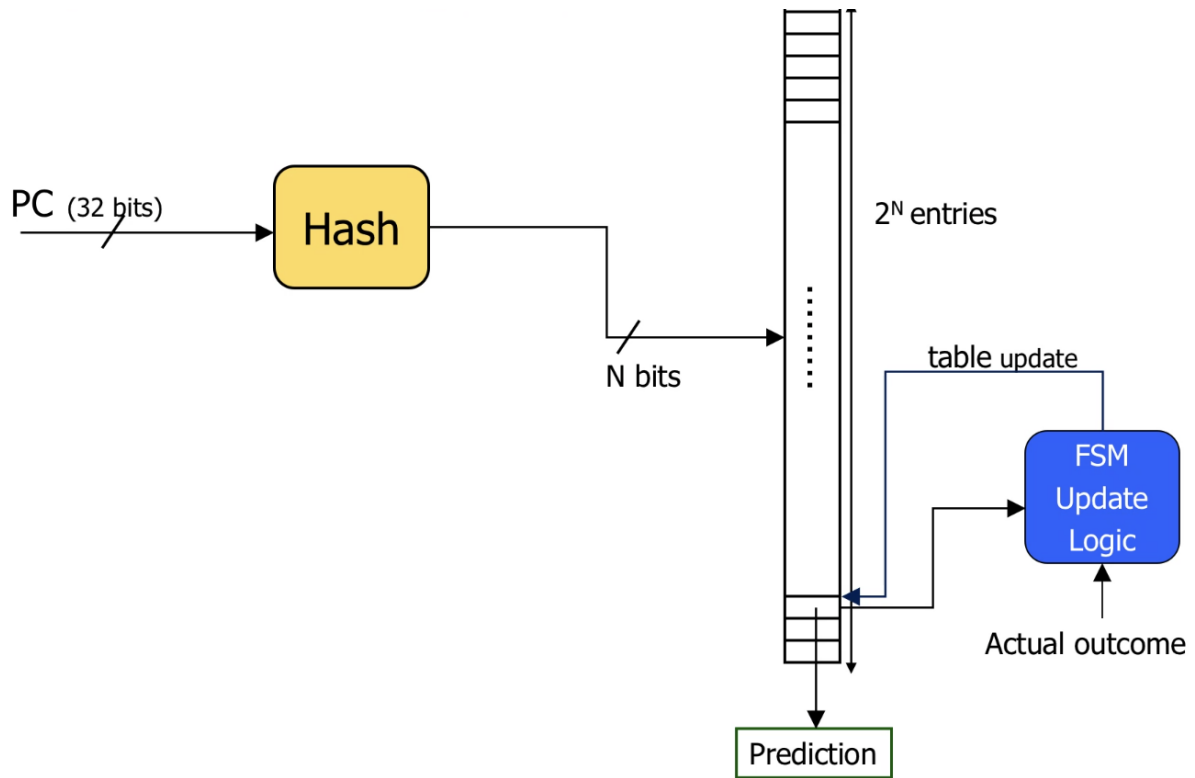 PC (32 bits)
Hash
2ᴺ entries
N bits
table update
FSM
Update
Logic
Actual outcome
Prediction